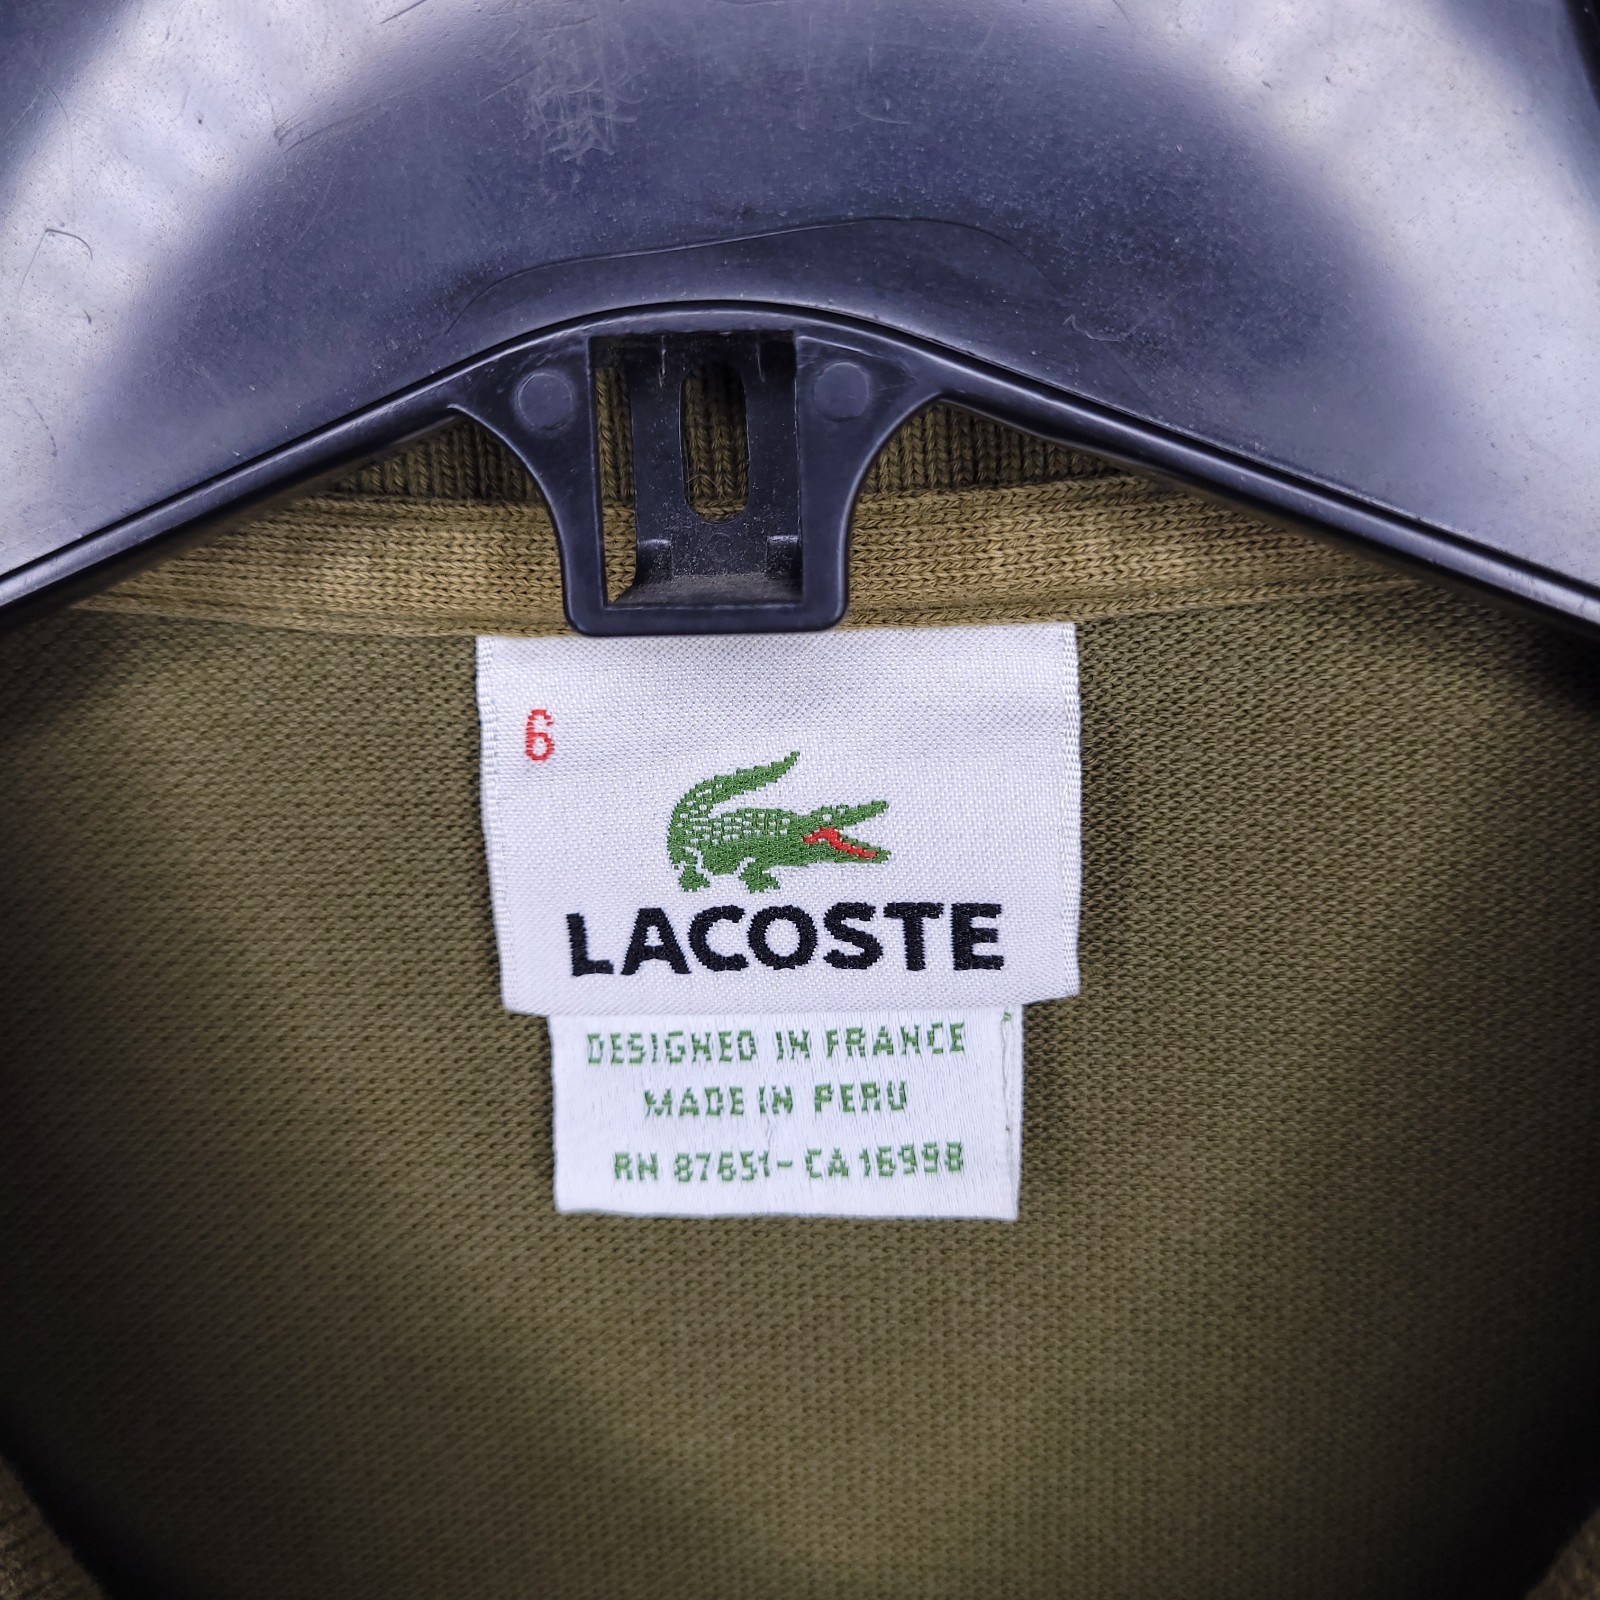 6
LACOSTE
DESIGNED IN FRANCE
MADE IN PERU
RN 87651 - CA 16998